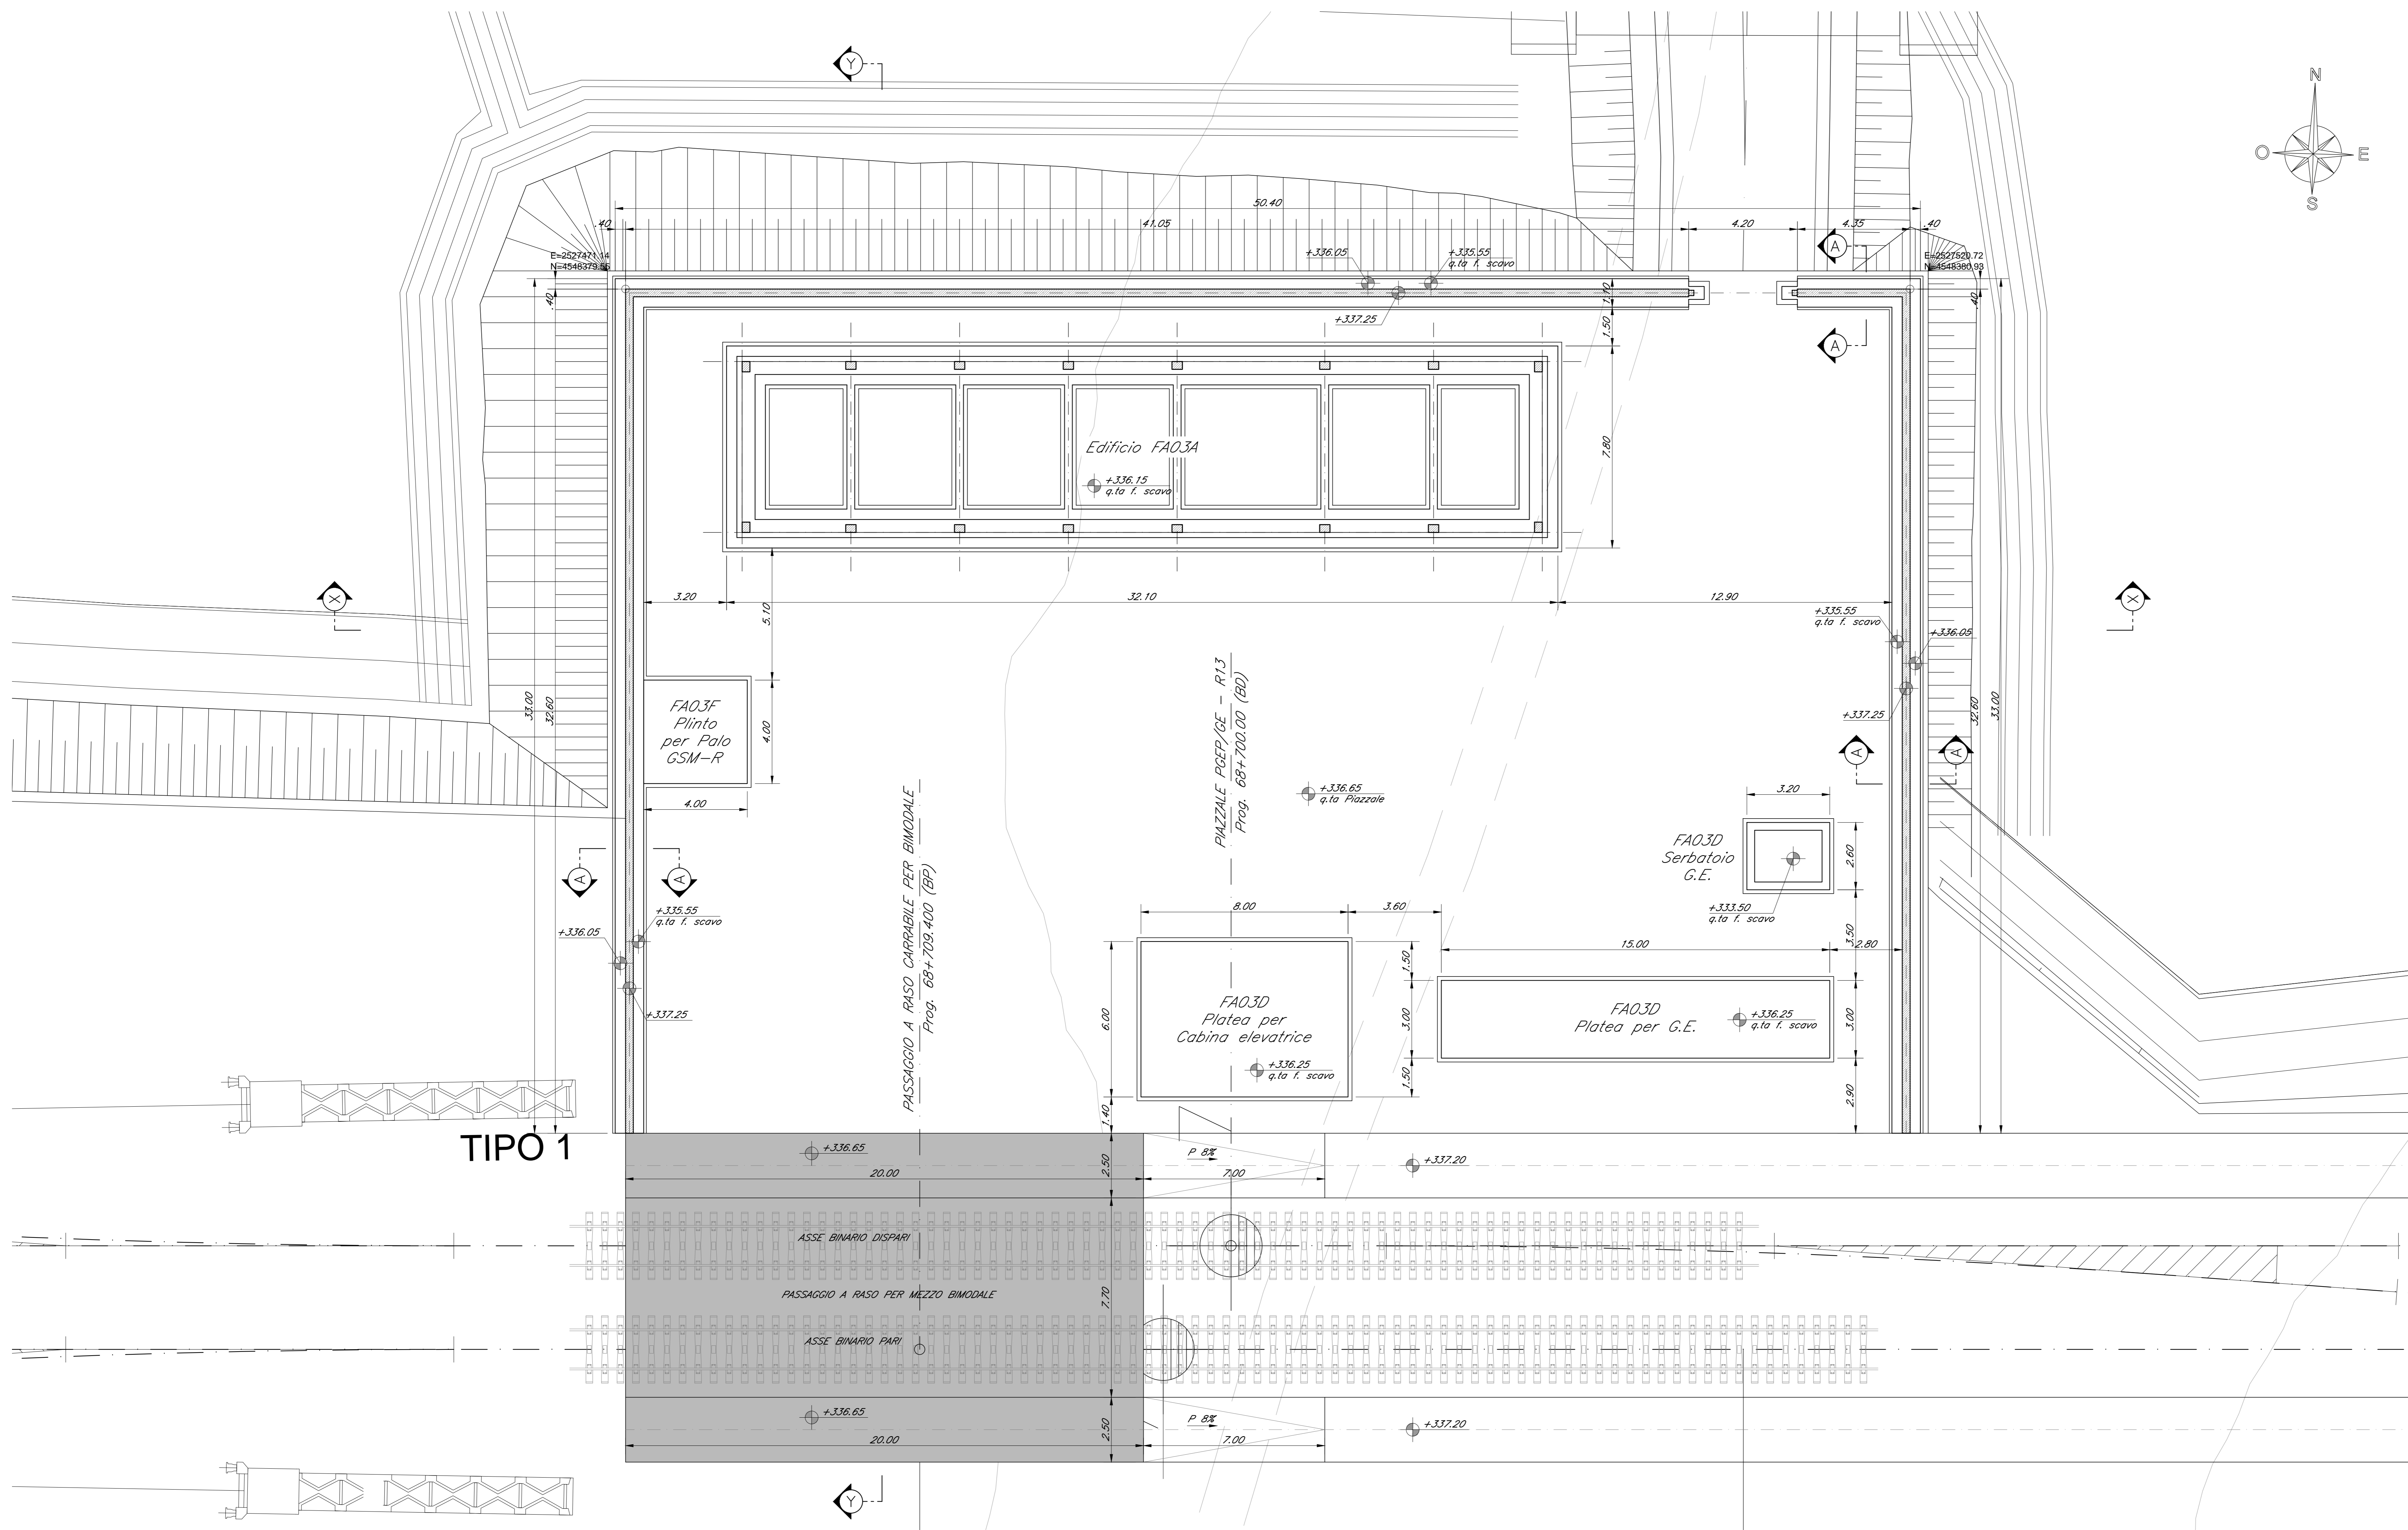 Y
N
O
E
S
50.40
.40
41.05
4.20
4.35
.40
A
E=2527471.14
N=4548379.55
+336.05
+335.55
q.ta f. scavo
E=2527520.72
N=4548380.93
.40
1.10
.40
+337.25
1.50
A
Edificio FA03A
7.80
+336.15
q.ta f. scavo
X
X
3.20
32.10
12.90
5.10
+335.55
q.ta f. scavo
+336.05
33.00
32.60
FA03F
Plinto
per Palo
GSM-R
4.00
4.00
PIAZZALE PGEP/GE - R13
Prog. 68+700.00 (BD)
+337.25
32.60
33.00
A
A
+336.65
q.ta Piazzale
3.20
PASSAGGIO A RASO CARRABILE PER BIMODALE
Prog. 68+709.400 (BP)
FA03D
Serbatoio
G.E.
2.60
A
A
+335.55
q.ta f. scavo
+336.05
+337.25
8.00
3.60
+333.50
q.ta f. scavo
15.00
3.50
2.80
6.00
1.50
3.00
1.50
FA03D
Platea per
Cabina elevatrice
+336.25
q.ta f. scavo
FA03D
Platea per G.E.
+336.25
q.ta f. scavo
3.00
2.90
1.40
TIPO 1
+336.65
P 8%
+337.20
2.50
20.00
7.00
ASSE BINARIO DISPARI
PASSAGGIO A RASO PER MEZZO BIMODALE
7.70
ASSE BINARIO PARI
+336.65
P 8%
+337.20
2.50
20.00
7.00
Y